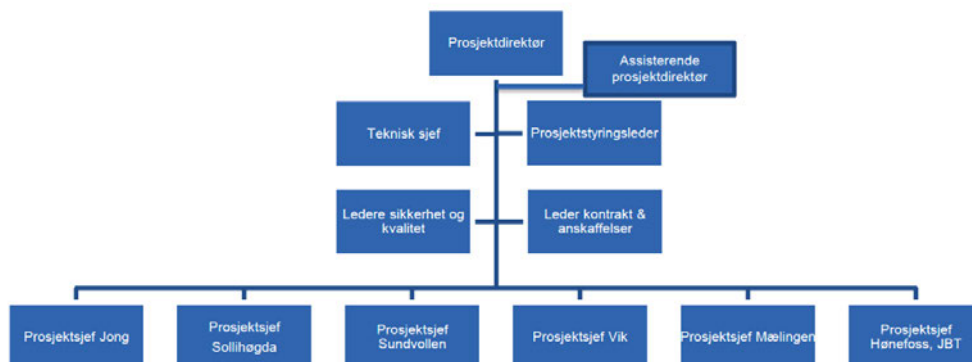 Prosjektdirektør
Assisterende
prosjektdirektør
Teknisk sjef
Prosjektstyringsleder
Ledere sikkerhet og
kvalitet
Leder kontrakt &
anskaffelser
Prosjektsjef Jong
Prosjektsjef
Sollihøgda
Prosjektsjef
Sundvollen
Prosjektsjef Vik
Prosjektsjef Mælingen
Prosjektsjef
Hønefoss, JBT